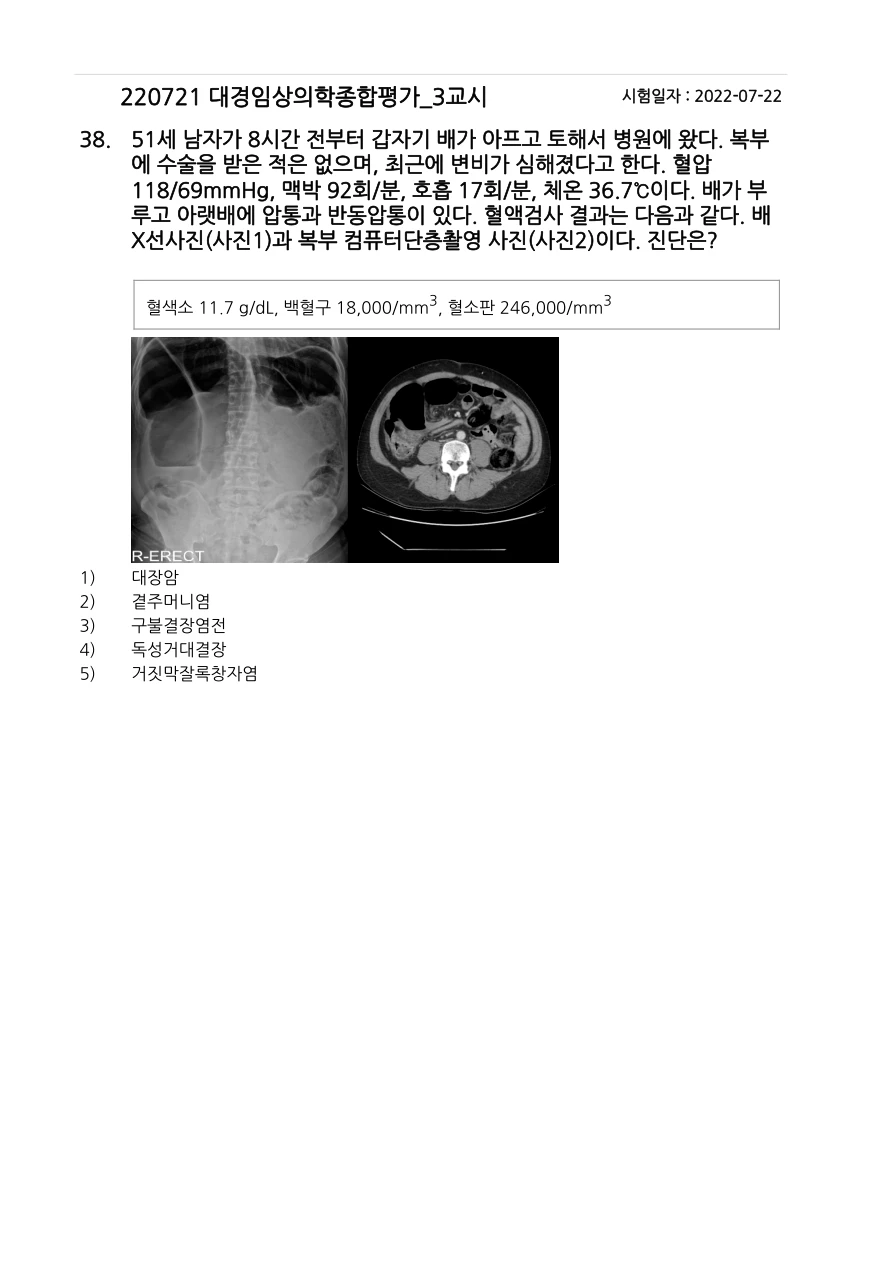 220721 대경임상의학종합평가_3교시 시험일자 : 2022-07-22
38. 51세 남자가 8시간 전부터 갑자기 배가 아프고 토해서 병원에 왔다. 복부
에 수술을 받은 적은 없으며, 최근에 변비가 심해졌다고 한다. 혈압
118/69mmHg, 맥박 92회/분, 호흡 17회/분, 체온 36.7℃이다. 배가 부
루고 아랫배에 압통과 반동압통이 있다. 혈액검사 결과는 다음과 같다. 배
X선사진(사진1)과 복부 컴퓨터단층촬영 사진(사진2)이다. 진단은?
혈색소 11.7 g/dL, 백혈구 18,000/mm³, 혈소판 246,000/mm³
R-ERECT
1) 대장암
2) 곁주머니염
3) 구불결장염전
4) 독성거대결장
5) 거짓막잘록창자염